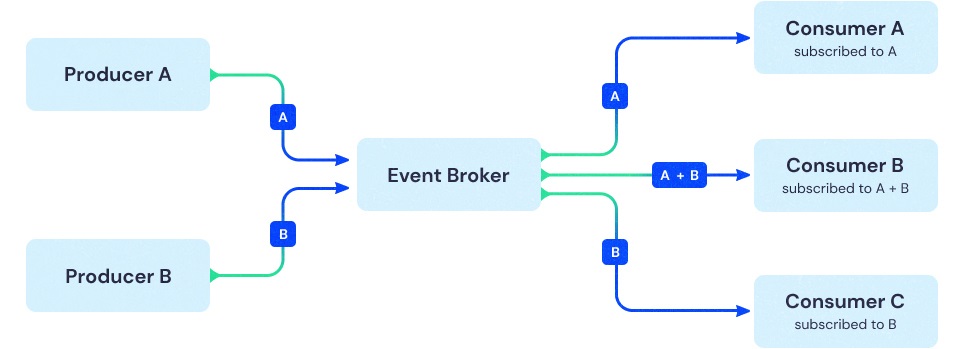 Producer A
A
Producer B
B
Event Broker
A
A + B
B
Consumer A
subscribed to A
Consumer B
subscribed to A + B
Consumer C
subscribed to B